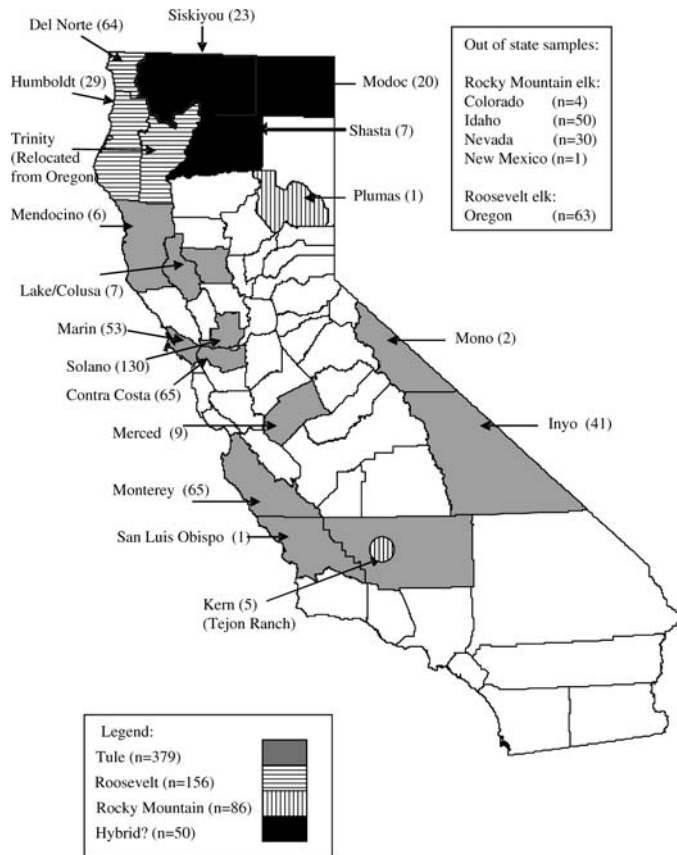 Siskiyou (23)
Del Norte (64)
Humboldt (29)
Modoc (20)
Trinity
(Relocated
from Oregon)
Shasta (7)
Plumas (1)
Mendocino (6)
Lake/Colusa
(7)
Marin (53)
Solano (130)
Contra Costa (65)
Mono (2)
Merced (9)
Inyo (41)
Monterey (65)
San Luis Obispo (1)
Kern (5)
(Tejon Ranch)
Out of state samples:
Rocky Mountain elk:
Colorado (n=4)
Idaho (n=50)
Nevada (n=30)
New Mexico (n=1)
Roosevelt elk:
Oregon (n=63)
Legend:
Tule (n=379)
Roosevelt (n=156)
Rocky Mountain (n=86)
Hybrid? (n=50)